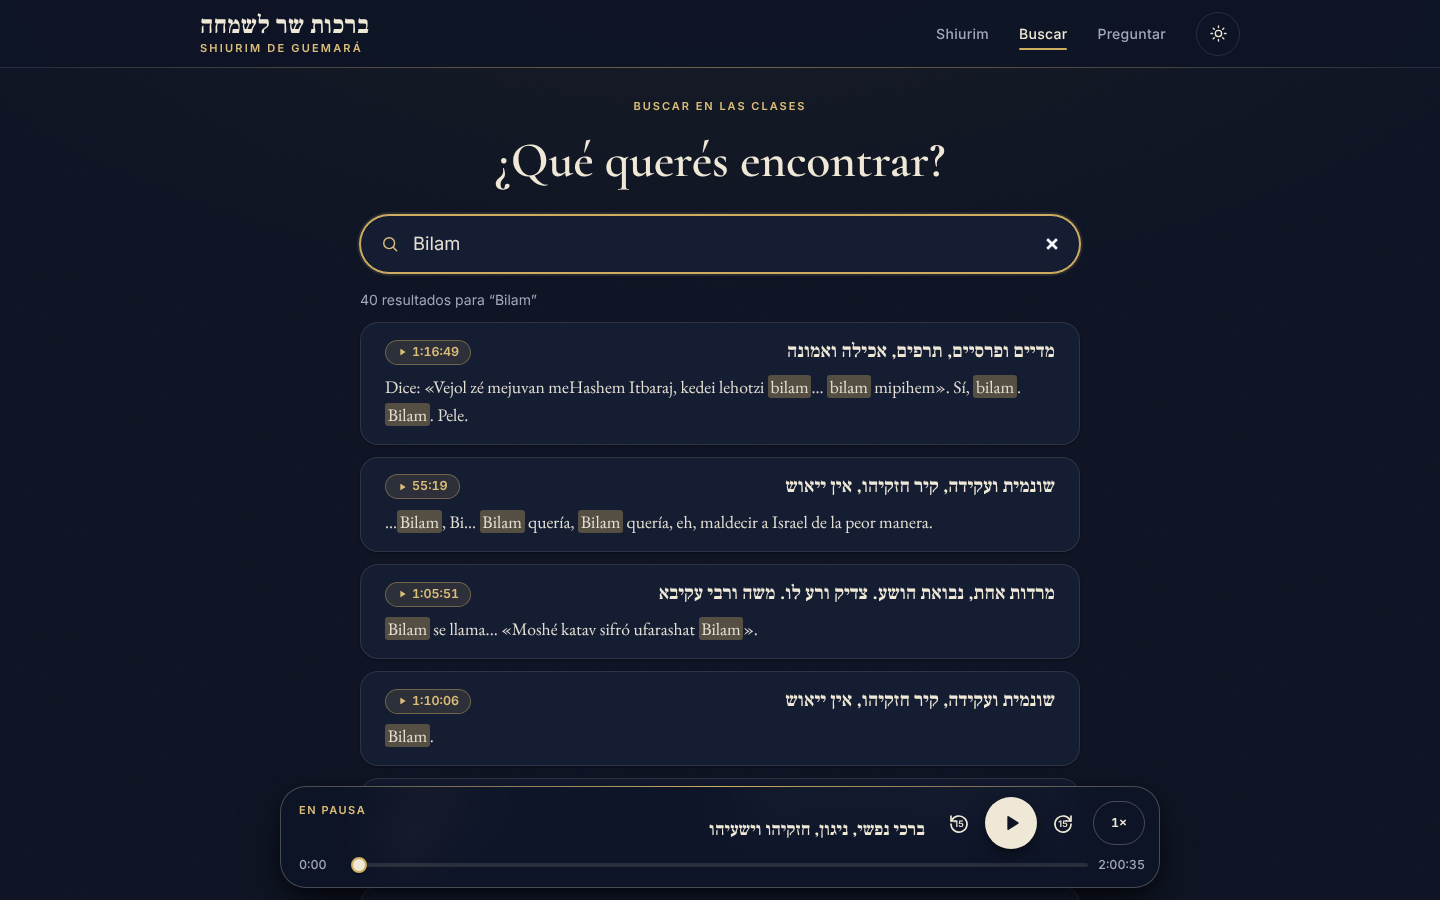 ברכות שר לשמחה
SHIURIM DE GUEMARÁ
Shiurim
Buscar
Preguntar
BUSCAR EN LAS CLASES
¿Qué querés encontrar?
Bilam
40 resultados para “Bilam”
1:16:49
מדיים ופרסיים, תרפים, אכילה ואמונה
Dice: «Vejol zé mejuvan meHashem Itbaraj, kedei lehotzi bilam... bilam mipihem». Sí, bilam.
Bilam. Pele.
55:19
שונמית ועקידה, קיר חזקיהו, אין ייאוש
...Bilam, Bi... Bilam quería, Bilam quería, eh, maldecir a Israel de la peor manera.
1:05:51
מרדות אחת, נבואת הושע. צדיק ורע לו. משה ורבי עקיבא
Bilam se llama... «Moshé katav sifró ufarashat Bilam».
1:10:06
שונמית ועקידה, קיר חזקיהו, אין ייאוש
Bilam.
EN PAUSA
ברכי נפשי, ניגון, חזקיהו וישעיהו
15
15
1×
0:00
2:00:35